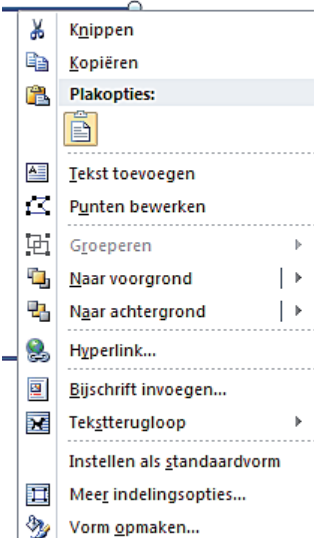 Knippen
Kopiëren
Plakopties:
Tekst toevoegen
Punten bewerken
Groeperen
Naar voorgrond
Naar achtergrond
Hyperlink...
Bijschrift invoegen...
Tekstterugloop
Instellen als standaardvorm
Meer indelingsopties...
Vorm opmaken...